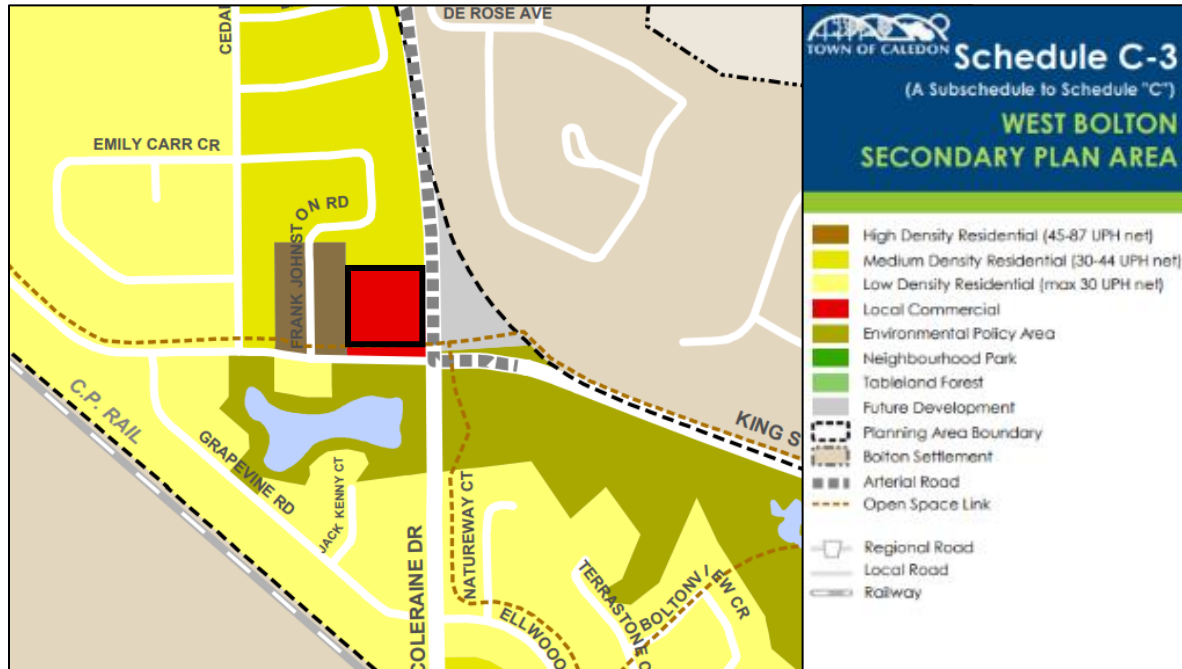 DE ROSE AVE
CEDA
EMILY CARR CR
FRANK JOHNSTON RD
C.P. RAIL
KING S
GRAPEVINE RD
JACK KENNY CT
NATUREWAY CT
COLERAINE DR
TERRASTONE C
BOLTONVIEW CR
ELLWOOD
TOWN OF CALEDON
Schedule C-3
(A Subschedule to Schedule "C")
WEST BOLTON
SECONDARY PLAN AREA
High Density Residential (45-87 UPH net)
Medium Density Residential (30-44 UPH net)
Low Density Residential (max 30 UPH net)
Local Commercial
Environmental Policy Area
Neighbourhood Park
Tableland Forest
Future Development
Planning Area Boundary
Bolton Settlement
Arterial Road
Open Space Link
Regional Road
Local Road
Railway